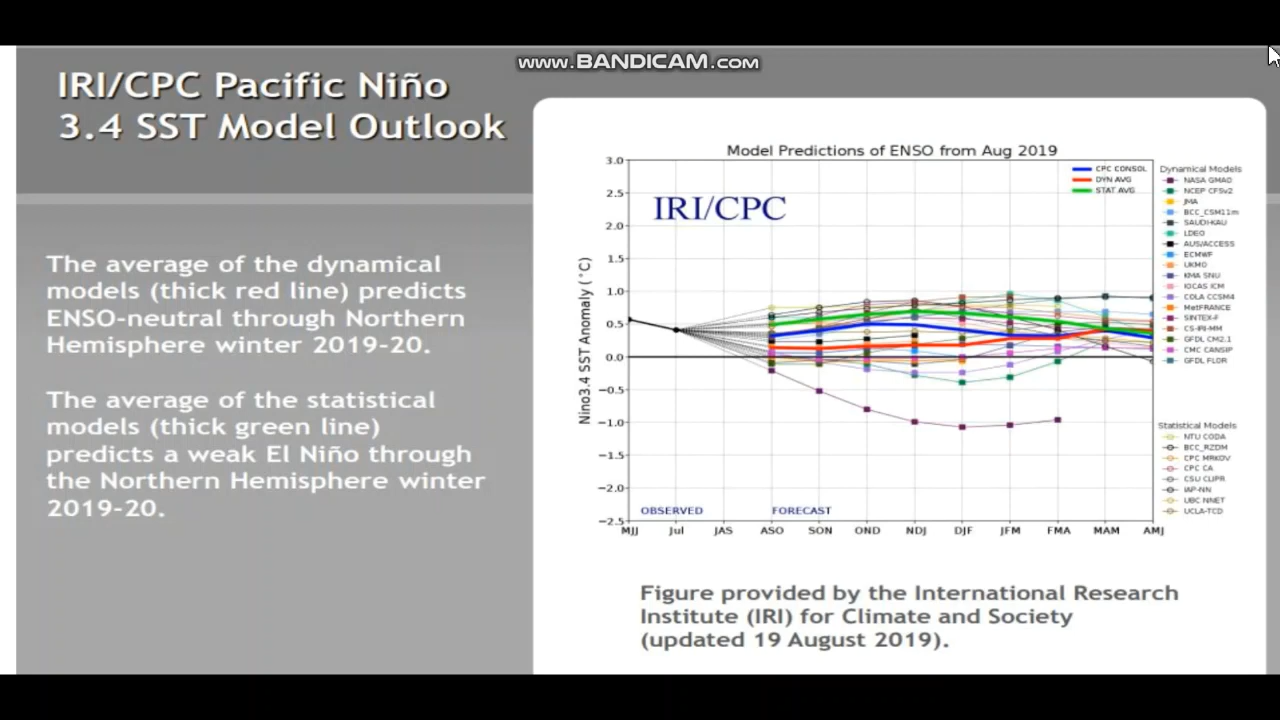 www.BANDICAM.com
IRI/CPC Pacific Niño
3.4 SST Model Outlook
The average of the dynamical
models (thick red line) predicts
ENSO-neutral through Northern
Hemisphere winter 2019-20.
The average of the statistical
models (thick green line)
predicts a weak El Niño through
the Northern Hemisphere winter
2019-20.
Model Predictions of ENSO from Aug 2019
IRI/CPC
CPC CONSOL
DYN AVG
STAT AVG
Nino3.4 SST Anomaly (°C)
3.0
2.5
2.0
1.5
1.0
0.5
0.0
−0.5
−1.0
−1.5
−2.0
−2.5
OBSERVED FORECAST
MJJ Jul JAS ASO SON OND NDJ DJF JFM FMA MAM AMJ
Dynamical Models
NASA GMAO
NCEP CFSv2
JMA
BCC_CSM11m
SAUDI-KAU
LDEO
AUS/ACCESS
ECMWF
UKMO
KMA SNU
IOCAS ICM
COLA CCSM4
MetFRANCE
SINTEX-F
CS-IRI-MM
GFDL CM2.1
CMC CANSIP
GFDL FLOR
Statistical Models
NTU CODA
BCC_RZDM
CPC MRKOV
CPC CA
CSU CLIPR
IAP-NN
UBC NNET
UCLA-TCD
Figure provided by the International Research
Institute (IRI) for Climate and Society
(updated 19 August 2019).